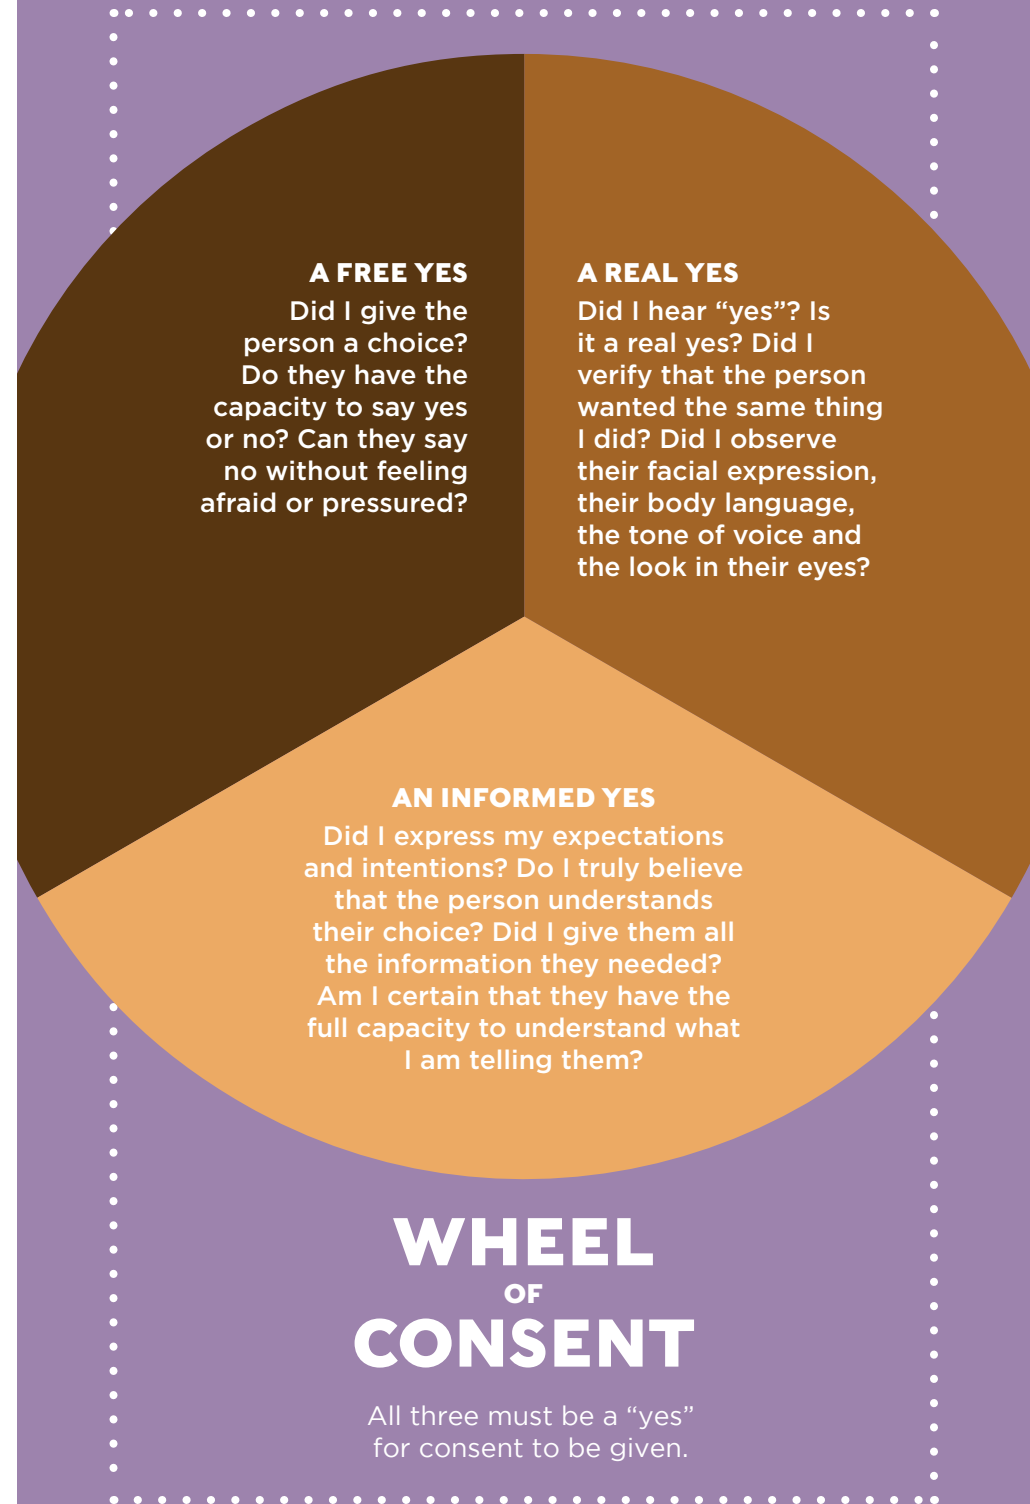 A FREE YES
Did I give the
person a choice?
Do they have the
capacity to say yes
or no? Can they say
no without feeling
afraid or pressured?
A REAL YES
Did I hear “yes”? Is
it a real yes? Did I
verify that the person
wanted the same thing
I did? Did I observe
their facial expression,
their body language,
the tone of voice and
the look in their eyes?
AN INFORMED YES
Did I express my expectations
and intentions? Do I truly believe
that the person understands
their choice? Did I give them all
the information they needed?
Am I certain that they have the
full capacity to understand what
I am telling them?
WHEEL
OF
CONSENT
All three must be a “yes”
for consent to be given.